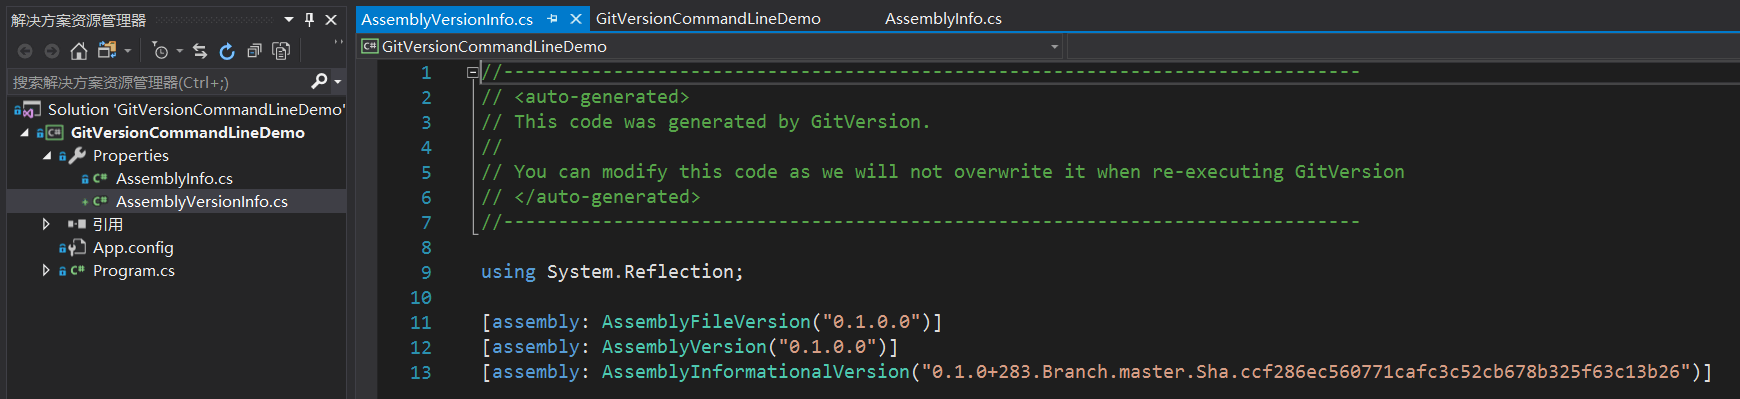 解决方案资源管理器
搜索解决方案资源管理器(Ctrl+;)
Solution 'GitVersionCommandLineDemo'
GitVersionCommandLineDemo
Properties
C# AssemblyInfo.cs
+ C# AssemblyVersionInfo.cs
引用
App.config
C# Program.cs
AssemblyVersionInfo.cs
GitVersionCommandLineDemo
AssemblyInfo.cs
C# GitVersionCommandLineDemo
1 //------------------------------------------------------------------------------
2 // <auto-generated>
3 // This code was generated by GitVersion.
4 //
5 // You can modify this code as we will not overwrite it when re-executing GitVersion
6 // </auto-generated>
7 //------------------------------------------------------------------------------
8
9 using System.Reflection;
10
11 [assembly: AssemblyFileVersion("0.1.0.0")]
12 [assembly: AssemblyVersion("0.1.0.0")]
13 [assembly: AssemblyInformationalVersion("0.1.0+283.Branch.master.Sha.ccf286ec560771cafc3c52cb678b325f63c13b26")]